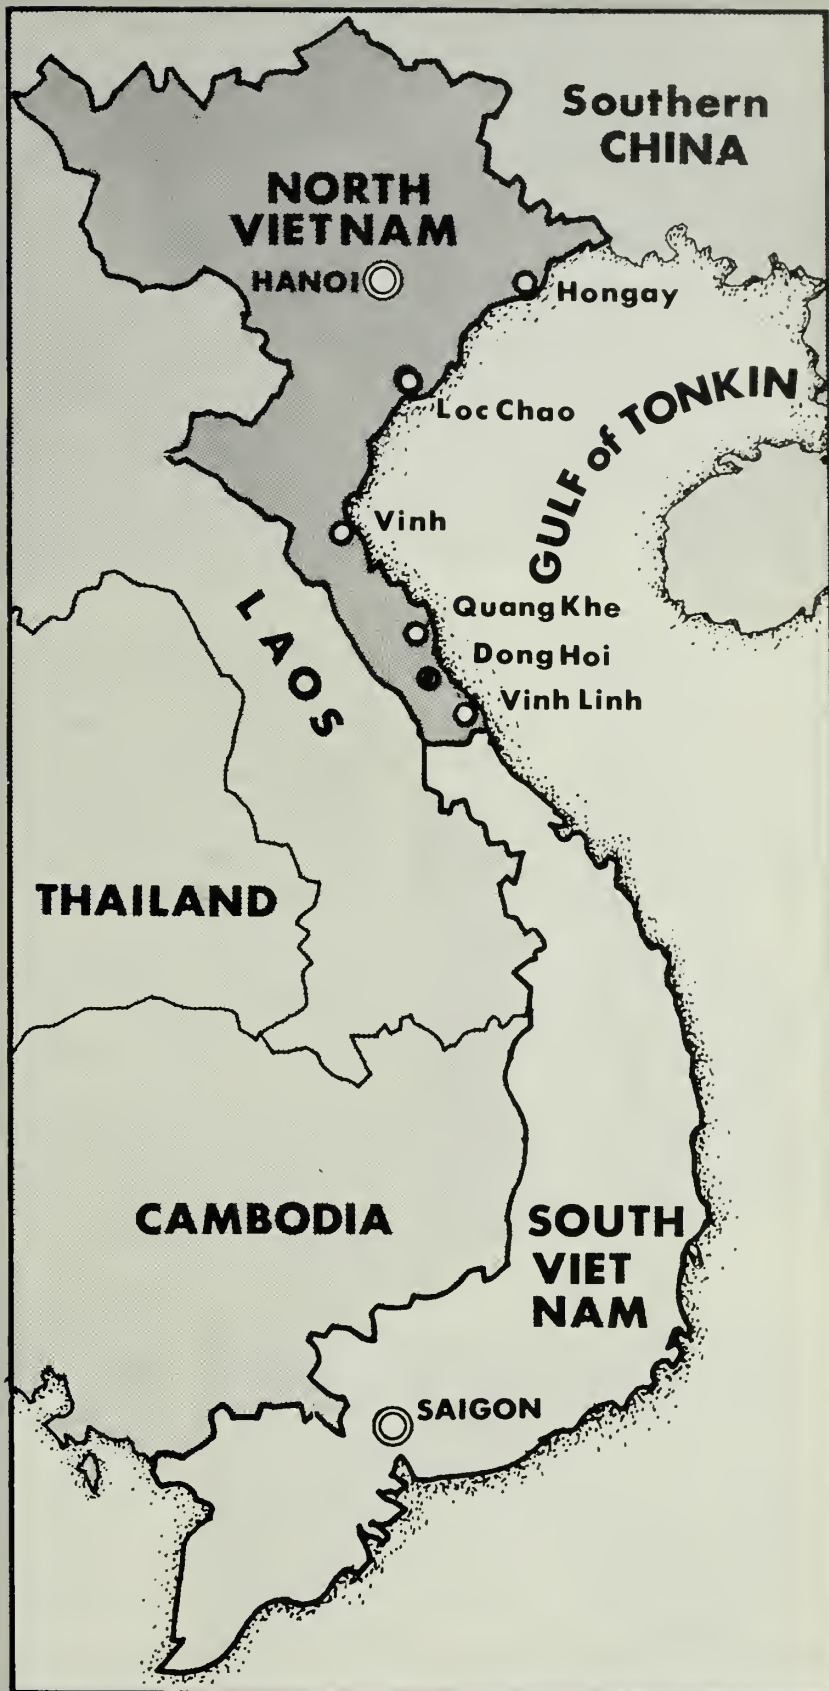 Southern
CHINA
NORTH
VIETNAM
HANOI
Hongay
Loc Chao
GULF of TONKIN
Vinh
Quang Khe
LAOS
Dong Hoi
Vinh Linh
THAILAND
CAMBODIA
SOUTH
VIET
NAM
SAIGON